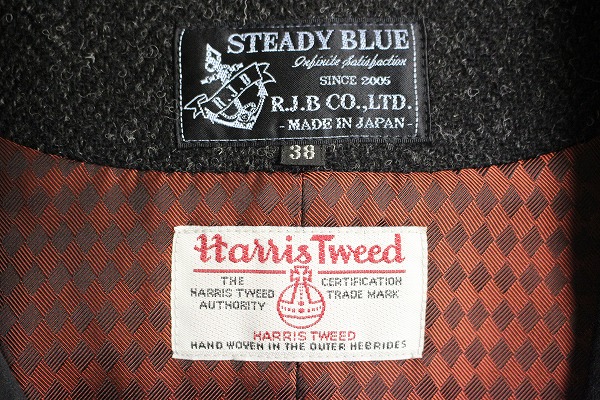 STEADY BLUE
Infinite Satisfaction
SINCE 2005
R.J.B
R.J.B CO.,LTD.
- MADE IN JAPAN -
38
Harris Tweed
THE HARRIS TWEED AUTHORITY
CERTIFICATION TRADE MARK
HARRIS TWEED
HAND WOVEN IN THE OUTER HEBRIDES